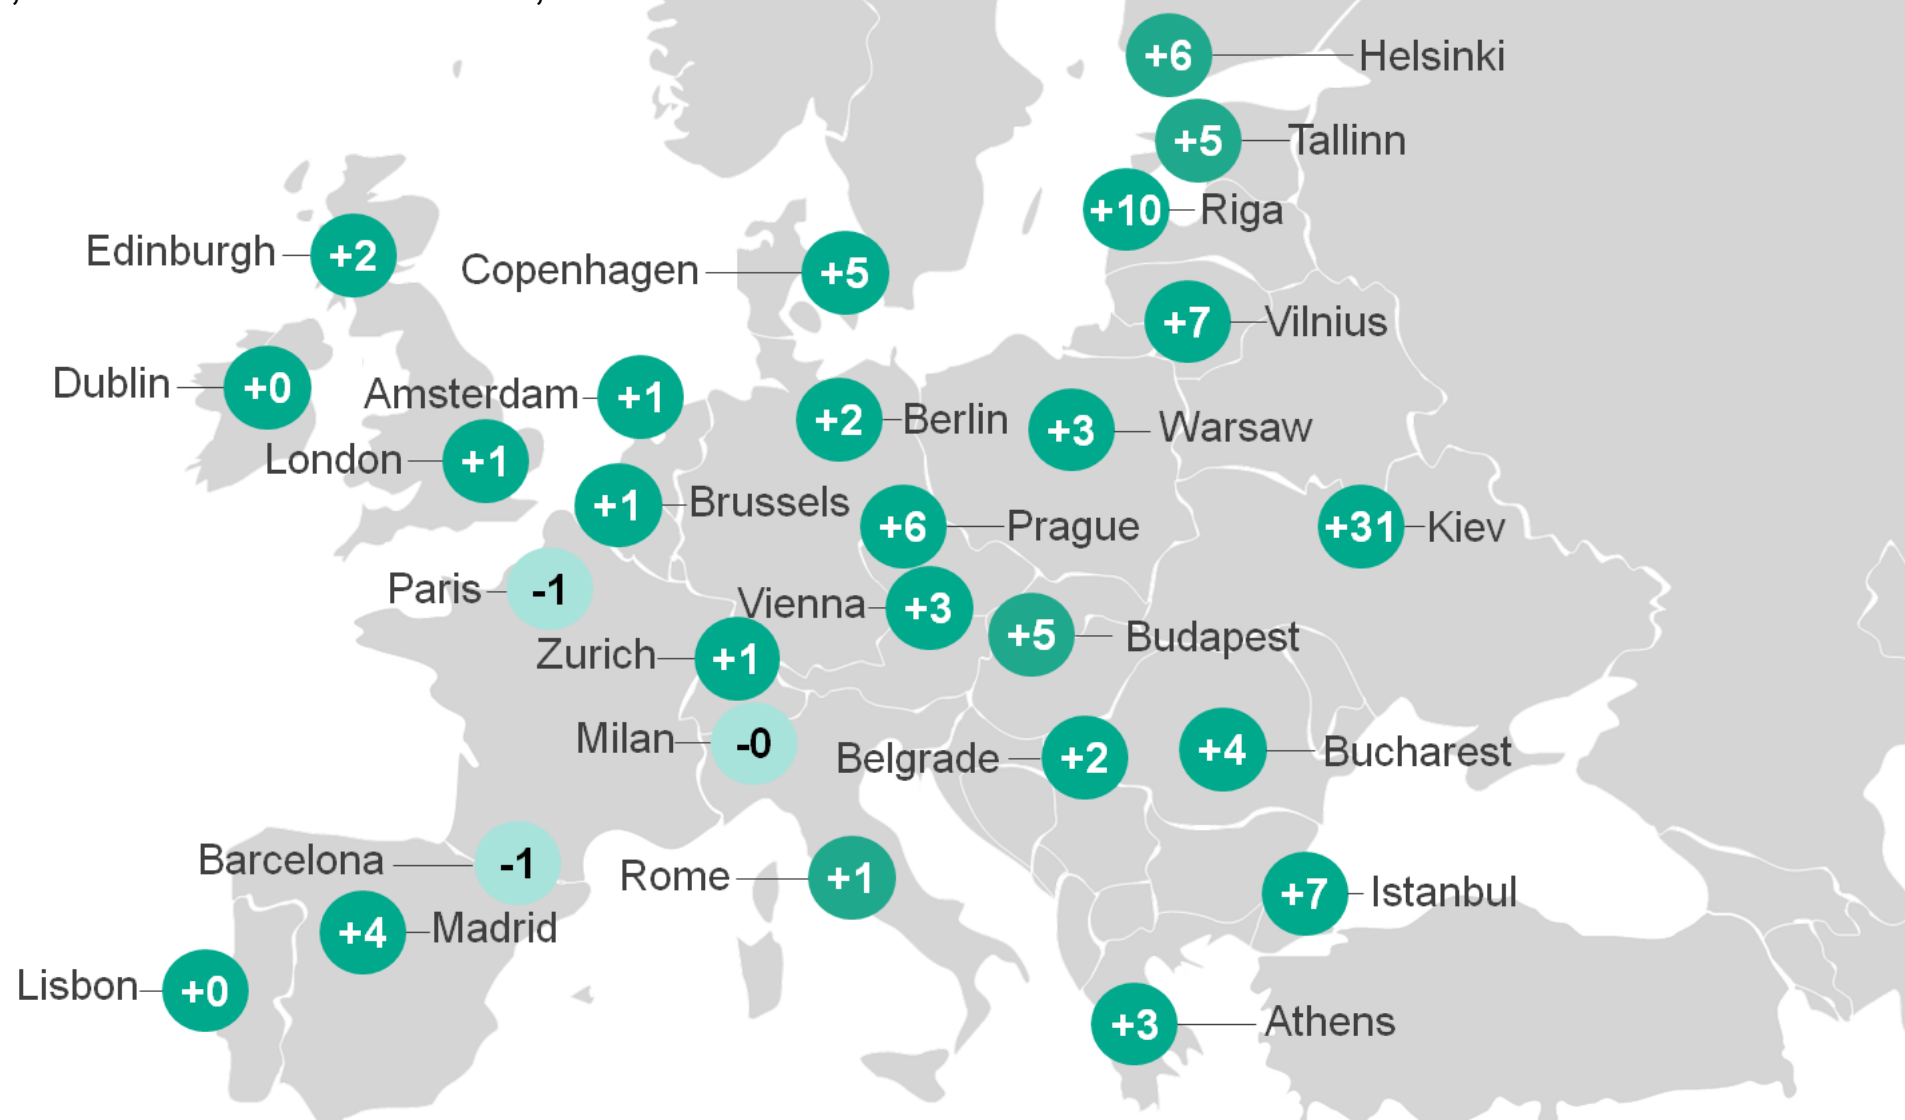 +6 Helsinki
+5 Tallinn
+10 Riga
Edinburgh +2
Copenhagen +5
+7 Vilnius
Dublin +0
Amsterdam +1
+2 Berlin
+3 Warsaw
London +1
+1 Brussels
+6 Prague
+31 Kiev
Paris -1
Vienna +3
+5 Budapest
Zurich +1
Milan -0
Belgrade +2
+4 Bucharest
Barcelona -1
Rome +1
+7 Istanbul
+4 Madrid
Lisbon +0
+3 Athens